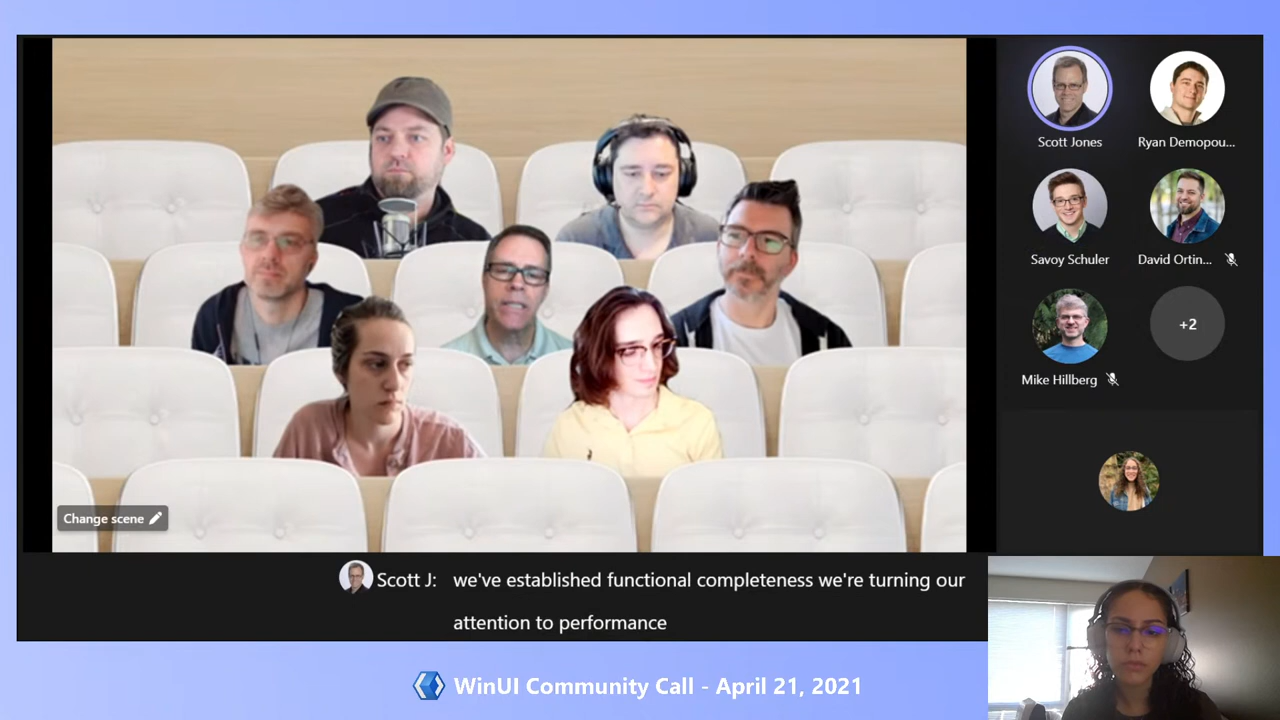 Scott Jones
Ryan Demopou...
Savoy Schuler
David Ortin...
Mike Hillberg
+2
Change scene
Scott J: we've established functional completeness we're turning our
attention to performance
WinUI Community Call - April 21, 2021